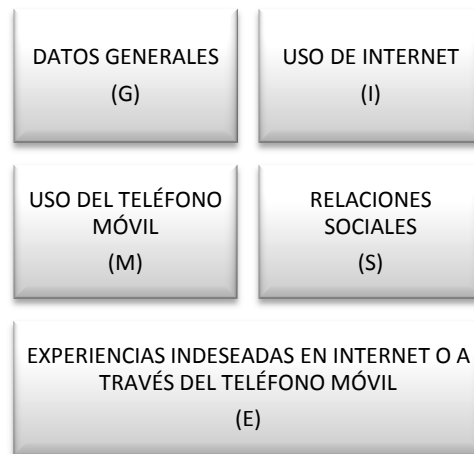 DATOS GENERALES
(G)
USO DE INTERNET
(I)
USO DEL TELÉFONO
MÓVIL
(M)
RELACIONES
SOCIALES
(S)
EXPERIENCIAS INDESEADAS EN INTERNET O A
TRAVÉS DEL TELÉFONO MÓVIL
(E)